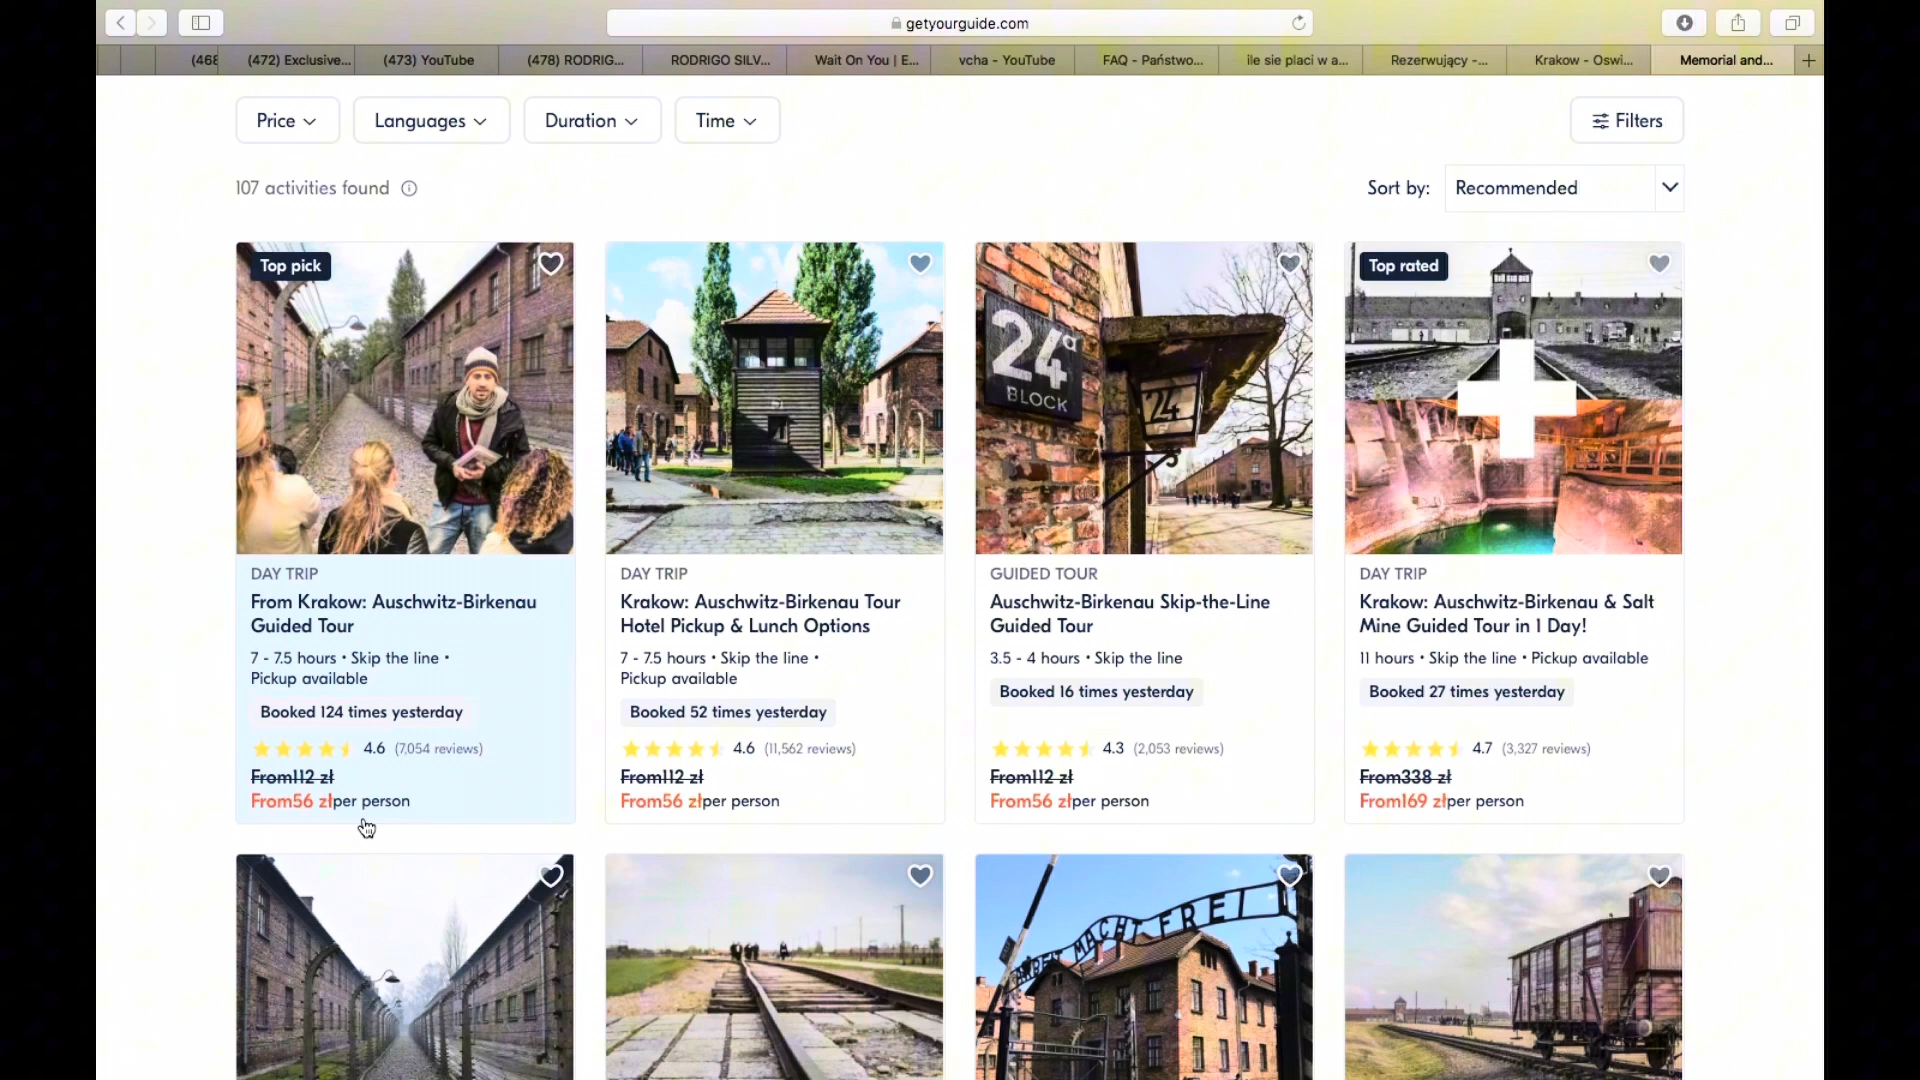 getyourguide.com
(468
(472) Exclusive...
(473) YouTube
(478) RODRIG...
RODRIGO SILV...
Wait On You | E...
vcha - YouTube
FAQ - Państwo...
ile sie placi w a...
Rezerwujący -...
Krakow - Oswi...
Memorial and...
Price
Languages
Duration
Time
Filters
107 activities found
Sort by:
Recommended
Top pick
24a
BLOCK
24
Top rated
DAY TRIP
From Krakow: Auschwitz-Birkenau
Guided Tour
7 - 7.5 hours • Skip the line •
Pickup available
Booked 124 times yesterday
4.6 (7,054 reviews)
From112 zł
From56 złper person
DAY TRIP
Krakow: Auschwitz-Birkenau Tour
Hotel Pickup & Lunch Options
7 - 7.5 hours • Skip the line •
Pickup available
Booked 52 times yesterday
4.6 (11,562 reviews)
From112 zł
From56 złper person
GUIDED TOUR
Auschwitz-Birkenau Skip-the-Line
Guided Tour
3.5 - 4 hours • Skip the line
Booked 16 times yesterday
4.3 (2,053 reviews)
From112 zł
From56 złper person
DAY TRIP
Krakow: Auschwitz-Birkenau & Salt
Mine Guided Tour in 1 Day!
11 hours • Skip the line • Pickup available
Booked 27 times yesterday
4.7 (3,327 reviews)
From338 zł
From169 złper person
ARBEIT MACHT FREI